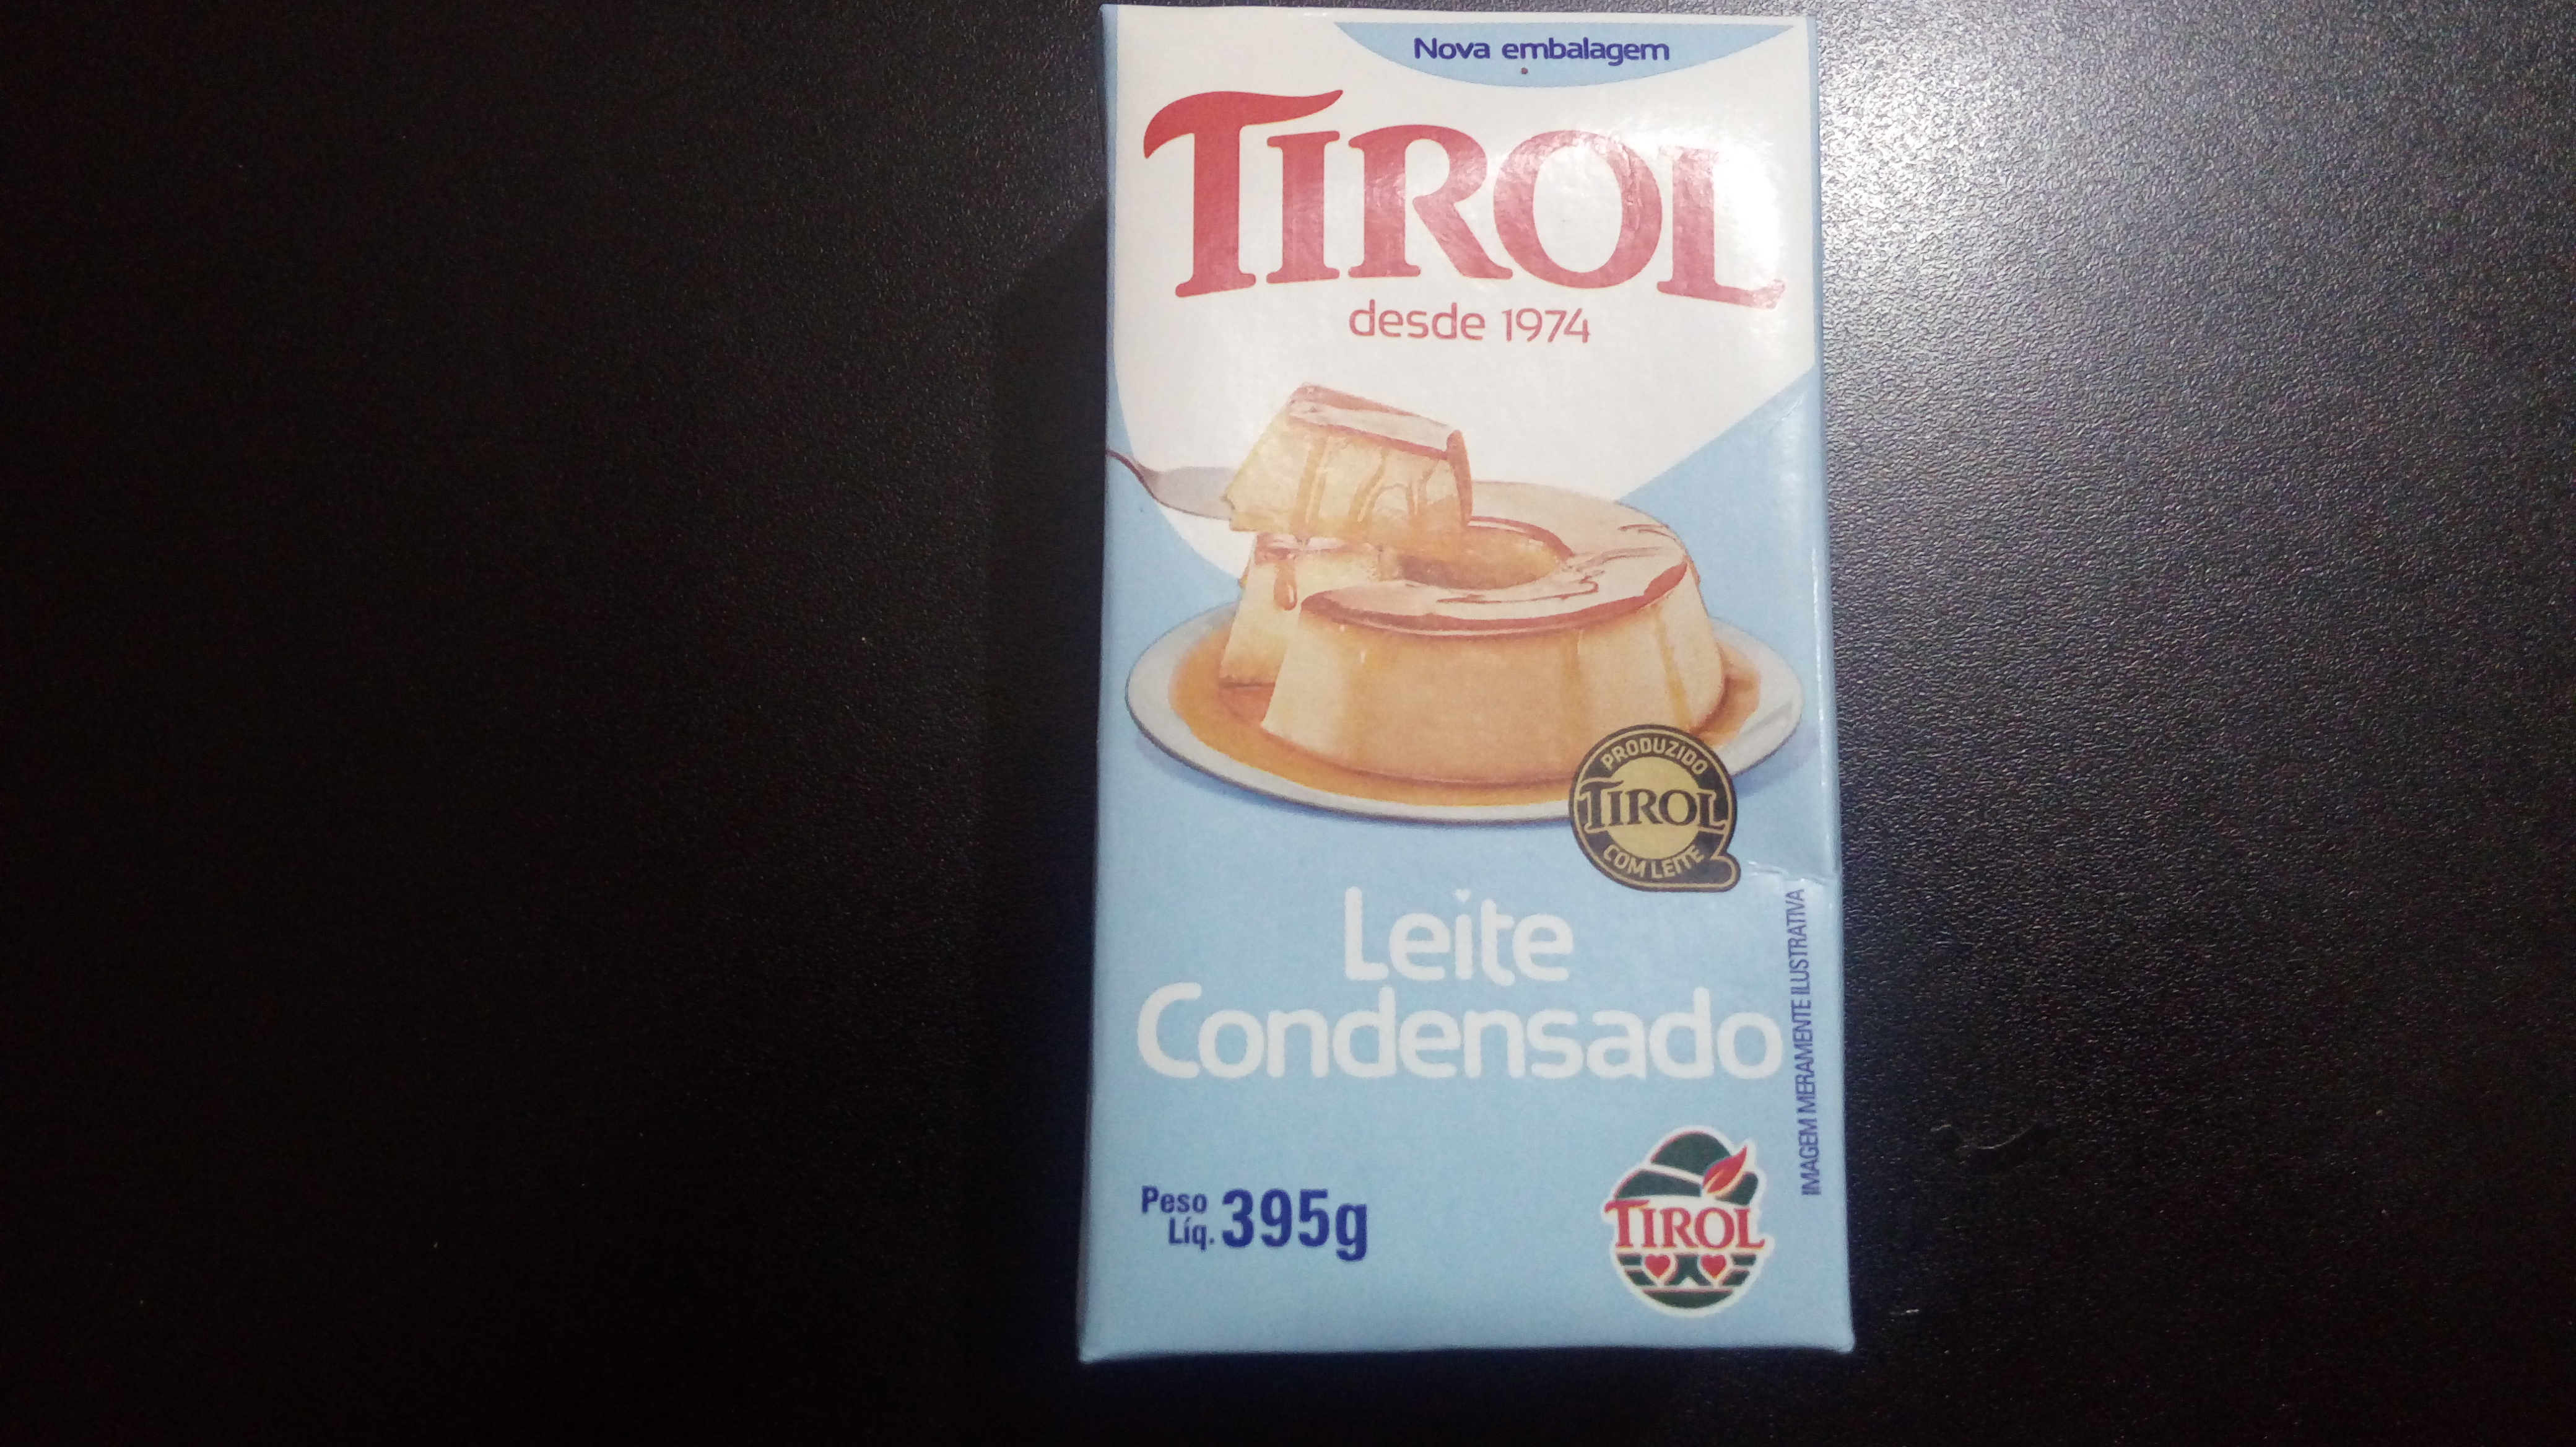 Nova embalagem
TIROL
desde 1974
PRODUZIDO
TIROL
COM LEITE
Leite
Condensado
IMAGEM MERAMENTE ILUSTRATIVA
Peso
Líq. 395g
TIROL